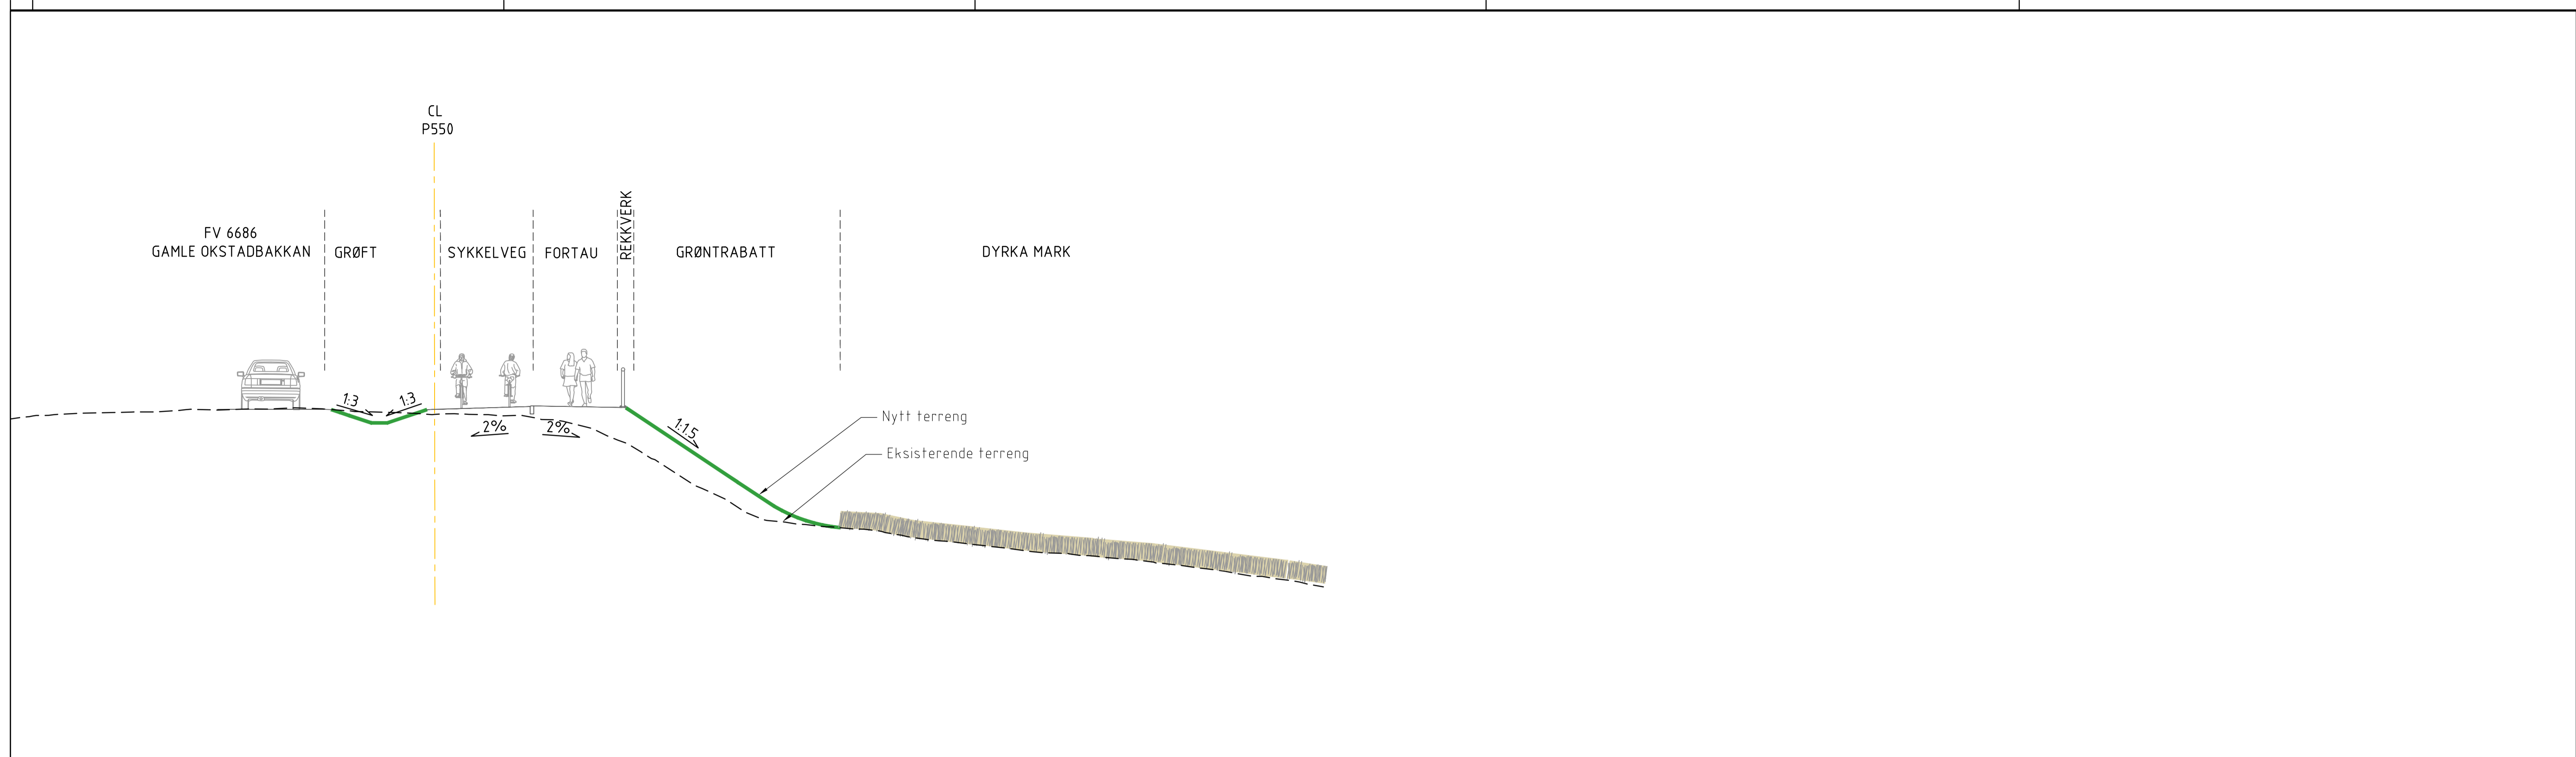 CL
P550
FV 6686
GAMLE OKSTADBAKKAN
GRØFT
SYKKELVEG
FORTAU
REKKVERK
GRØNTRABATT
DYRKA MARK
1:3
1:3
2%
2%
1:1.5
Nytt terreng
Eksisterende terreng